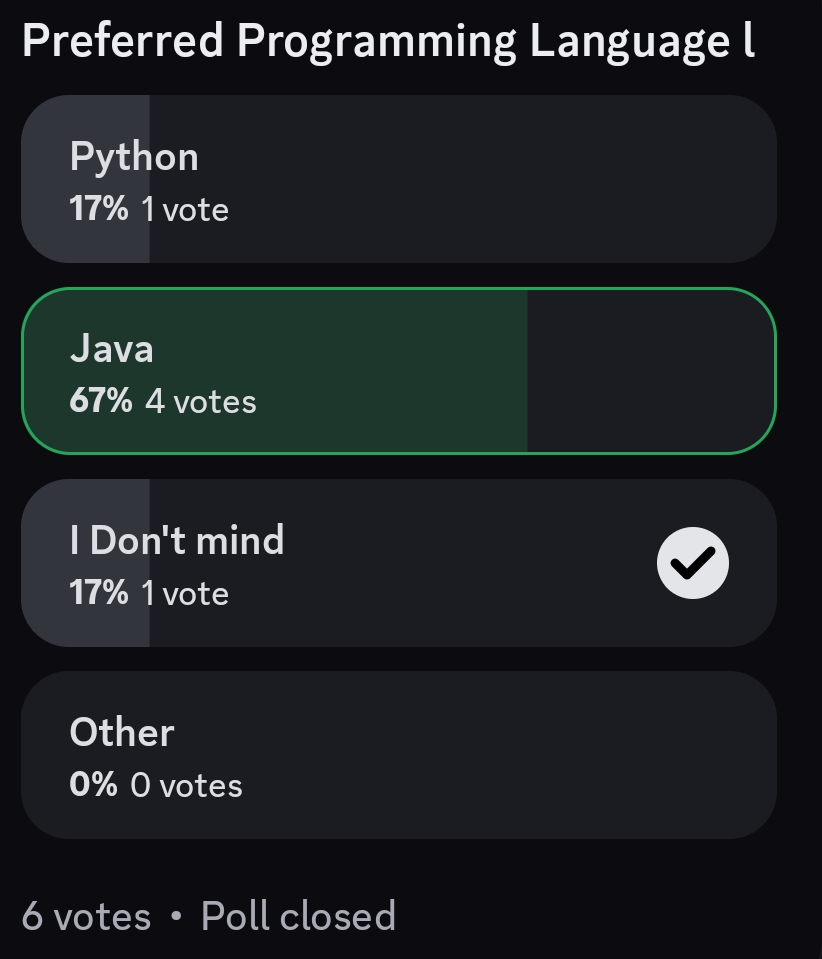 Preferred Programming Language l
Python
17% 1 vote
Java
67% 4 votes
I Don't mind
17% 1 vote
Other
0% 0 votes
6 votes • Poll closed